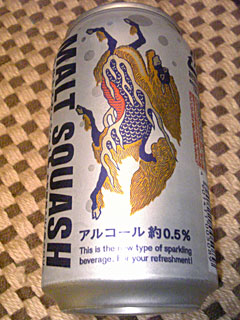 MALT SQUASH
アルコール 約0.5%
This is the new type of sparkling
beverage. For your refreshment!